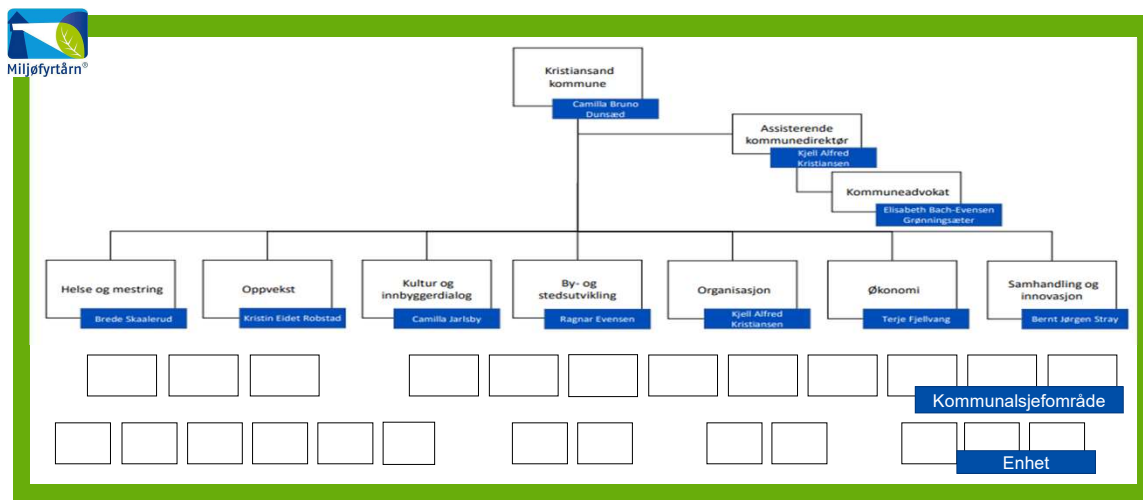 Miljøfyrtårn®
Kristiansand
kommune
Camilla Bruno
Dunsæd
Assisterende
kommunedirektør
Kjell Alfred
Kristiansen
Kommuneadvokat
Elisabeth Bach-Evensen
Grønningsæter
Helse og mestring
Brede Skaalerud
Oppvekst
Kristin Eidet Robstad
Kultur og
innbyggerdialog
Camilla Jarlsby
By- og
stedsutvikling
Ragnar Evensen
Organisasjon
Kjell Alfred
Kristiansen
Økonomi
Terje Fjellvang
Samhandling og
innovasjon
Bernt Jørgen Stray
Kommunalsjefområde
Enhet